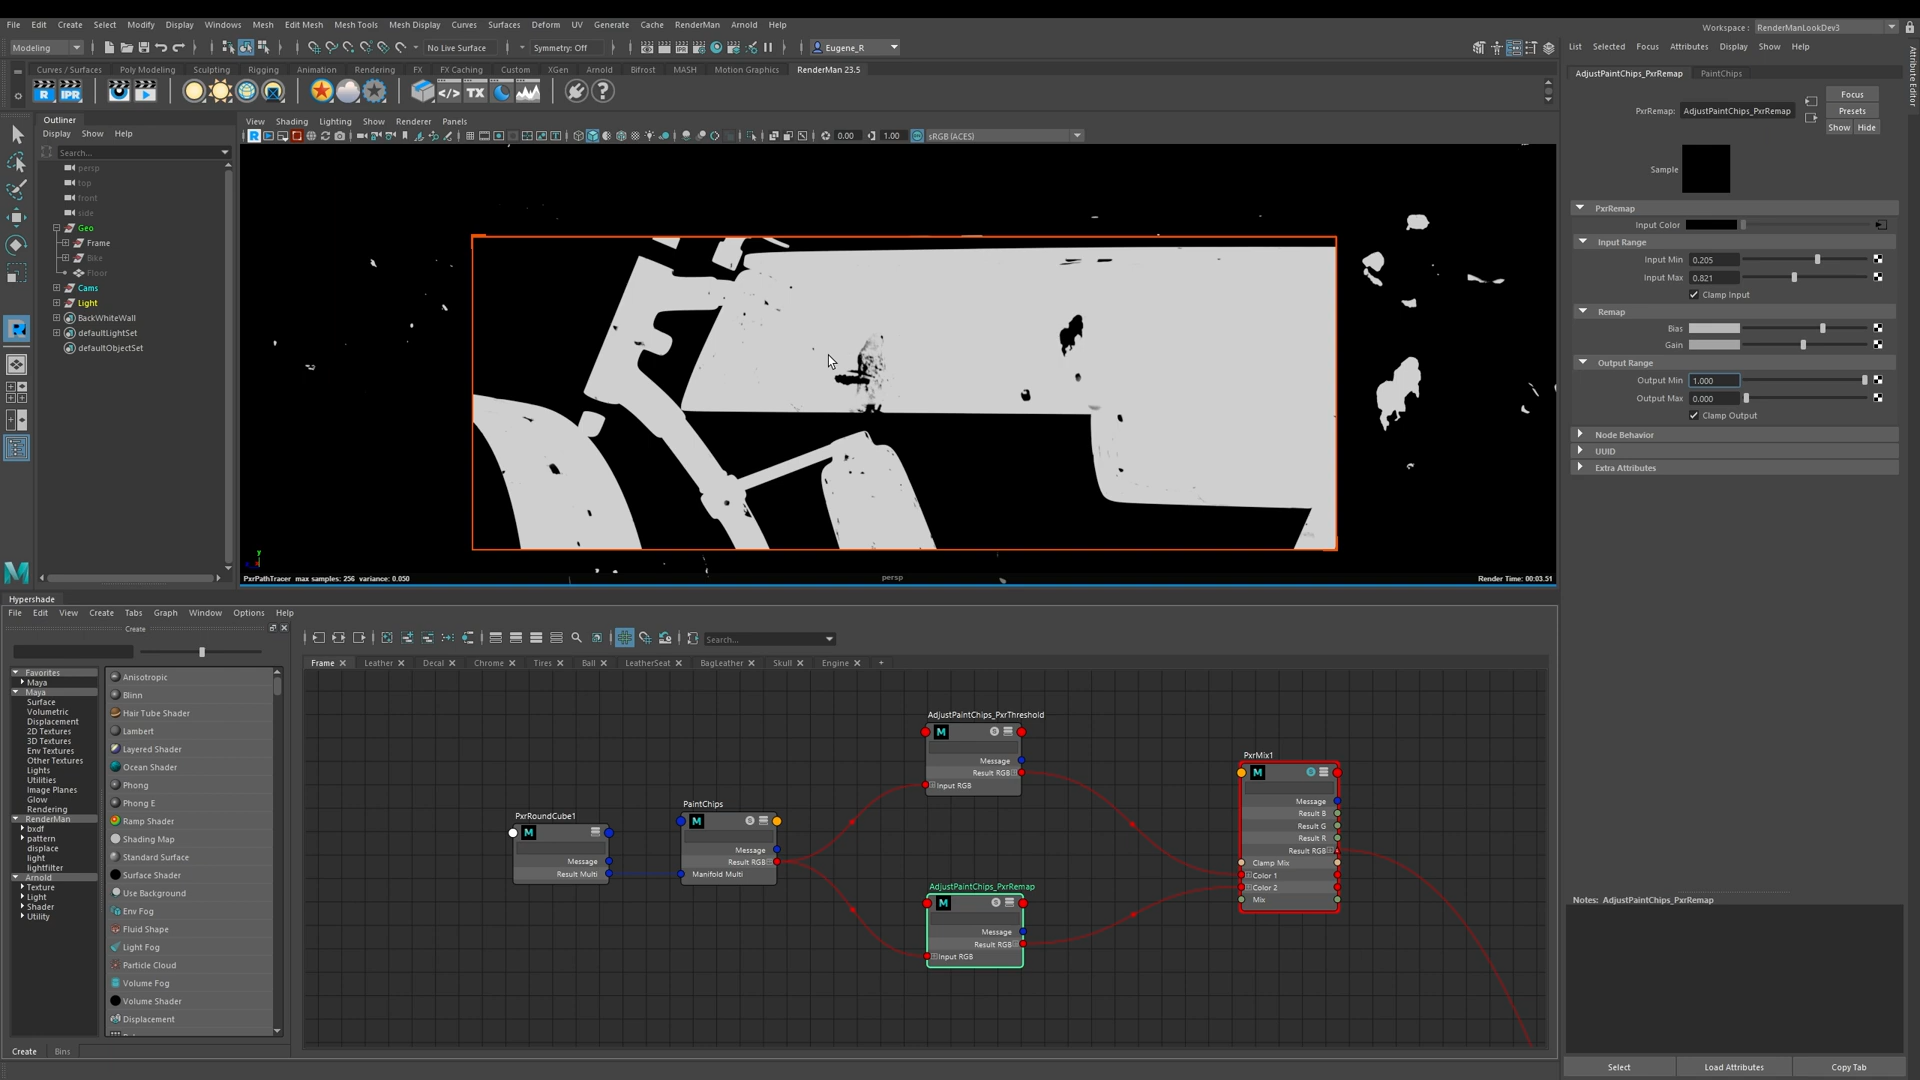 File Edit Create Select Modify Display Windows Mesh Edit Mesh Mesh Tools Mesh Display Curves Surfaces Deform UV Generate Cache RenderMan Arnold Help
Workspace : RenderManLookDev3
Modeling No Live Surface Symmetry: Off Eugene_R
List Selected Focus Attributes Display Show Help
Curves / Surfaces Poly Modeling Sculpting Rigging Animation Rendering FX FX Caching Custom XGen Arnold Bifrost MASH Motion Graphics RenderMan 23.5
AdjustPaintChips_PxrRemap PaintChips
Attribute Editor
IPR </> TX
Focus
PxrRemap: AdjustPaintChips_PxrRemap Presets
Show Hide
Sample
Outliner
Display Show Help
Search...
persp
top
front
side
Geo
Frame
Bike
Floor
Cams
Light
BackWhiteWall
defaultLightSet
defaultObjectSet
View Shading Lighting Show Renderer Panels
0.00 1.00 sRGB (ACES)
PxrPathTracer max samples: 256 variance: 0.050
persp
Render Time: 00:03.51
PxrRemap
Input Color
Input Range
Input Min 0.205
Input Max 0.821
Clamp Input
Remap
Bias
Gain
Output Range
Output Min 1.000
Output Max 0.000
Clamp Output
Node Behavior
UUID
Extra Attributes
Hypershade
File Edit View Create Tabs Graph Window Options Help
Create
Search...
Frame Leather Decal Chrome Tires Ball LeatherSeat BagLeather Skull Engine +
Favorites
Maya
Maya
Surface
Volumetric
Displacement
2D Textures
3D Textures
Env Textures
Other Textures
Lights
Utilities
Image Planes
Glow
Rendering
RenderMan
bxdf
pattern
displace
light
lightfilter
Arnold
Texture
Light
Shader
Utility
Anisotropic
Blinn
Hair Tube Shader
Lambert
Layered Shader
Ocean Shader
Phong
Phong E
Ramp Shader
Shading Map
Standard Surface
Surface Shader
Use Background
Env Fog
Fluid Shape
Light Fog
Particle Cloud
Volume Fog
Volume Shader
Displacement
Create Bins
PxrRoundCube1
Message
Result Multi
PaintChips
Message
Result RGB
Manifold Multi
AdjustPaintChips_PxrThreshold
Message
Result RGB
Input RGB
AdjustPaintChips_PxrRemap
Message
Result RGB
Input RGB
PxrMix1
Message
Result B
Result G
Result R
Result RGB
Clamp Mix
Color 1
Color 2
Mix
Notes: AdjustPaintChips_PxrRemap
Select Load Attributes Copy Tab